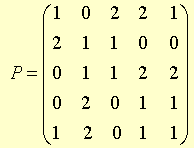 1 0 2 2 1
2 1 1 0 0
P = 0 1 1 2 2
0 2 0 1 1
1 2 0 1 1